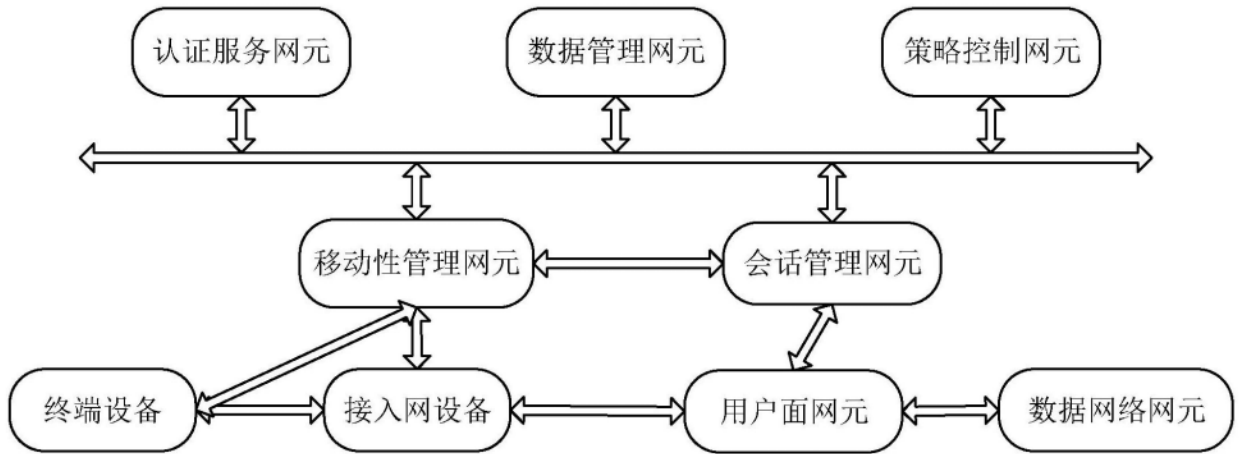 认证服务网元
数据管理网元
策略控制网元
移动性管理网元
会话管理网元
终端设备
接入网设备
用户面网元
数据网络网元